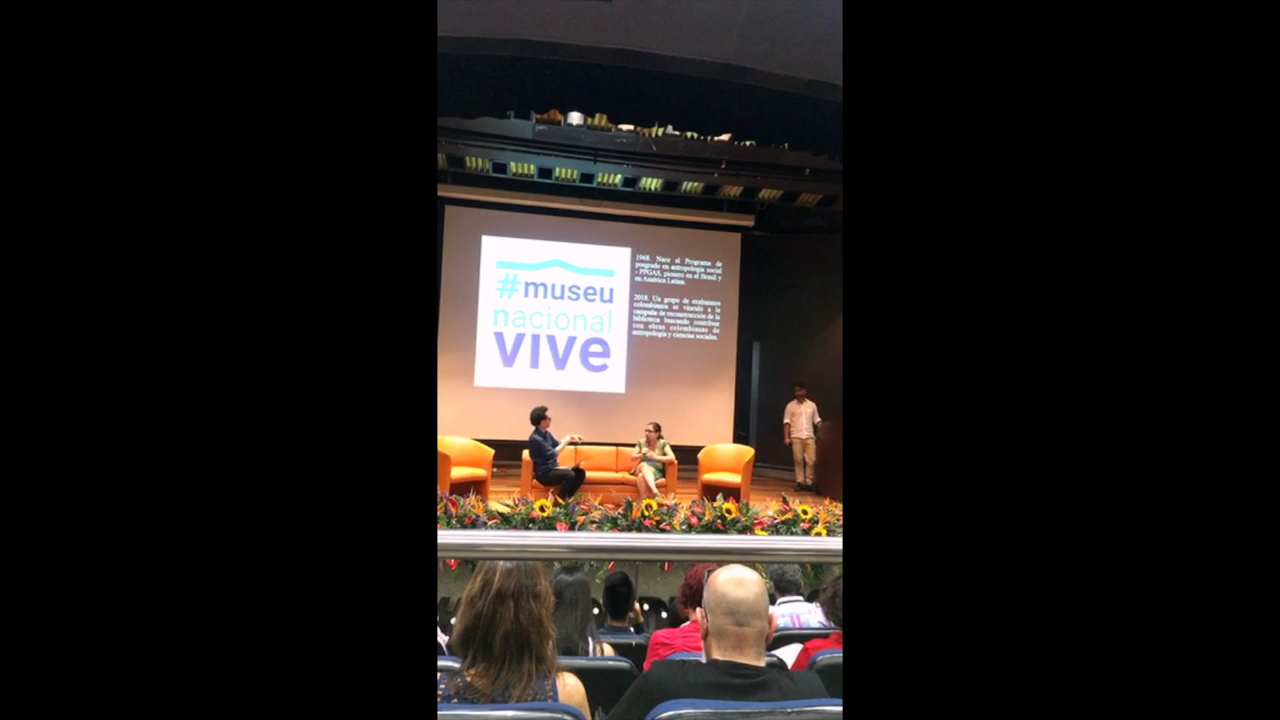 #museu
nacional
vive
1968. Nace el Programa de
posgrado en antropología social
- PPGAS, pionero en el Brasil y
en América Latina.
2018. Un grupo de exalumnos
colombianos se vinculó a la
campaña de reconstrucción de la
biblioteca buscando contribuir
con obras colombianas de
antropología y ciencias sociales.